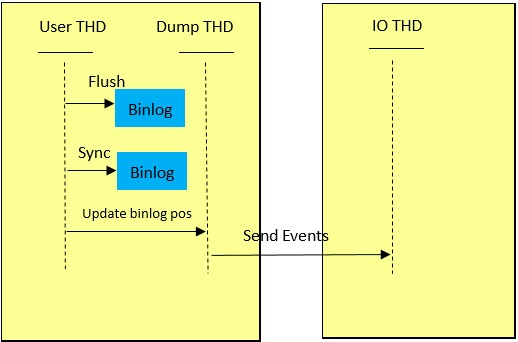 User THD
Dump THD
IO THD
Flush
Binlog
Sync
Binlog
Update binlog pos
Send Events